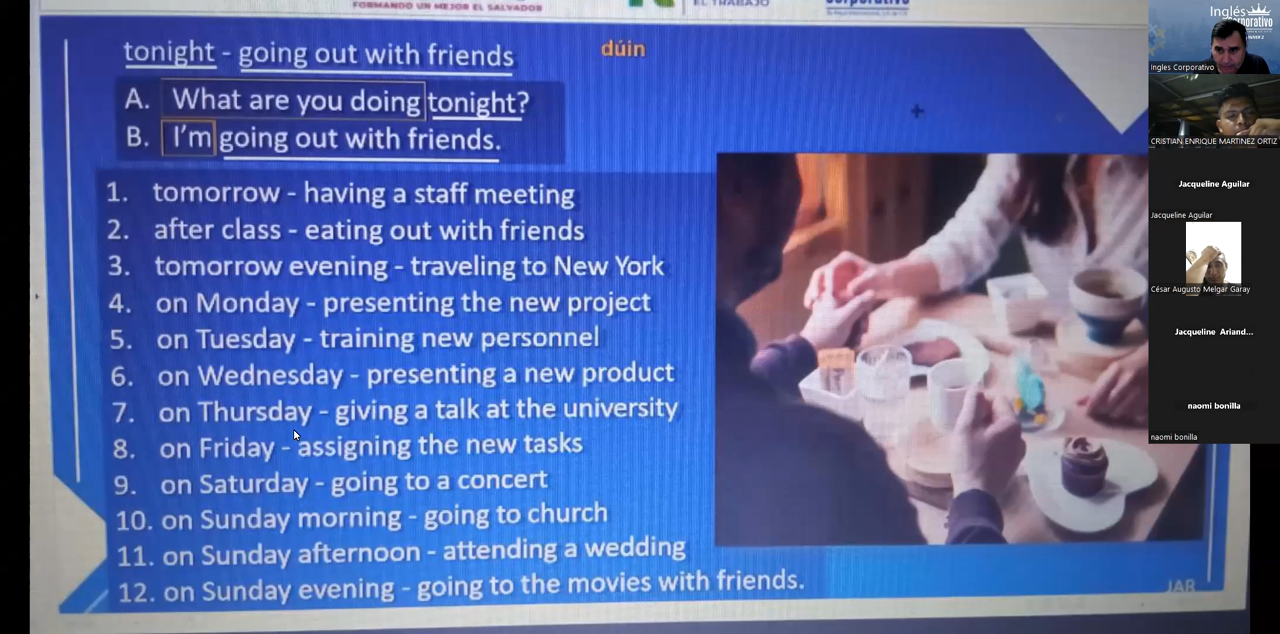 FORMANDO UN MEJOR EL SALVADOR
EL TRABAJO
tonight - going out with friends
dúin
A. What are you doing tonight?
B. I'm going out with friends.
1. tomorrow - having a staff meeting
2. after class - eating out with friends
3. tomorrow evening - traveling to New York
4. on Monday - presenting the new project
5. on Tuesday - training new personnel
6. on Wednesday - presenting a new product
7. on Thursday - giving a talk at the university
8. on Friday - assigning the new tasks
9. on Saturday - going to a concert
10. on Sunday morning - going to church
11. on Sunday afternoon - attending a wedding
12. on Sunday evening - going to the movies with friends.
JAR
Inglés
Corporativo
Ingles Corporativo
CRISTIAN ENRIQUE MARTINEZ ORTIZ
Jacqueline Aguilar
Jacqueline Aguilar
César Augusto Melgar Garay
Jacqueline Ariand...
naomi bonilla
naomi bonilla